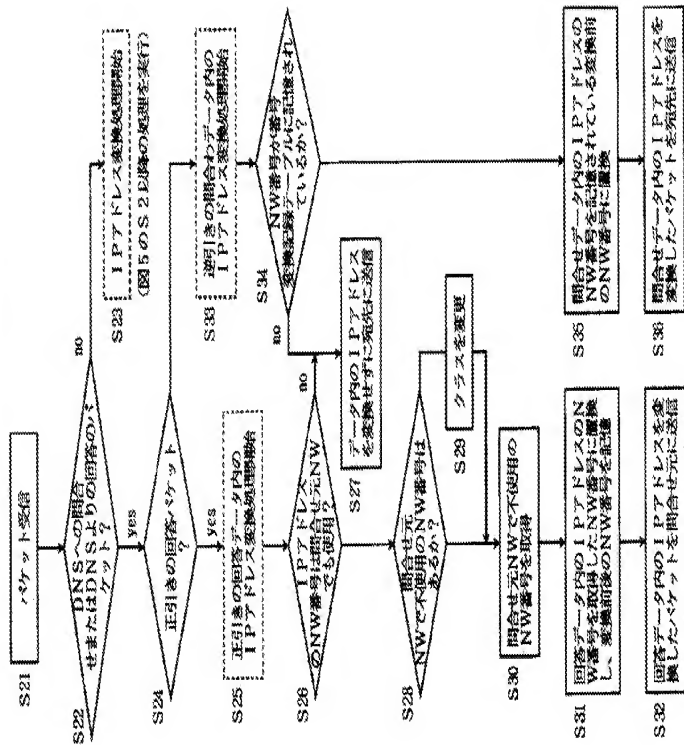 S21
パケット受信
S22
DNSへの問合
せまたはDNSよりの回答のパ
ケット?
no
yes
S23
IPアドレス変換処理開始
(図5のS2以降の処理を実行)
S24
正引きの回答パケット
?
yes
S25
正引きの回答データ内の
IPアドレス変換処理開始
S33
逆引きの問合わデータ内の
IPアドレス変換処理開始
S34
NW番号が番号
変換記録テーブルに記憶され
ているか?
no
S26
IPアドレス
のNW番号は問合せ元NW
でも使用?
no
S27
データ内のIPアドレス
を変換せずに宛先に送信
S28
問合せ元
NWで不使用のNW番号は
あるか?
S29
クラスを変更
S30
問合せ元NWで不使用の
NW番号を取得
S31
回答データ内のIPアドレスのN
W番号を取得したNW番号に置換
し、変換前後のNW番号を記憶
S32
回答データ内のIPアドレスを変
換したパケットを問合せ元に送信
S35
問合せデータ内のIPアドレスの
NW番号を記憶されている変換前
のNW番号に置換
S36
問合せデータ内のIPアドレスを
変換したパケットを宛先に送信